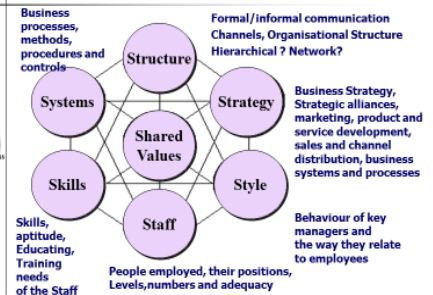 Business
processes,
methods,
procedures and
controls
Formal/informal communication
Channels, Organisational Structure
Hierarchical ? Network?
Structure
Systems
Strategy
Business Strategy,
Strategic alliances,
marketing, product and
service development,
sales and channel
distribution, business
systems and processes
Shared
Values
Skills
Style
Staff
Skills,
aptitude,
Educating,
Training
needs
of the Staff
Behaviour of key
managers and
the way they relate
to employees
People employed, their positions,
Levels,numbers and adequacy